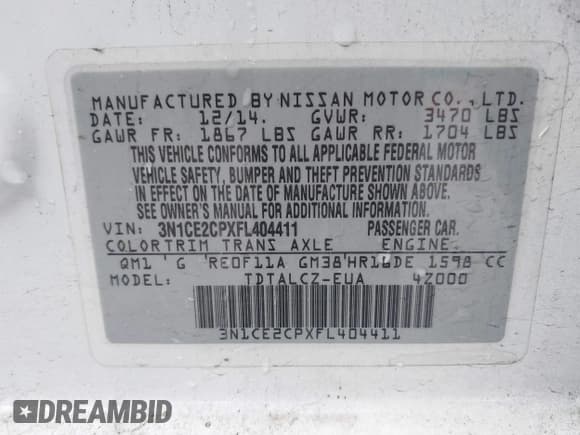 MANUFACTURED BY NISSAN MOTOR CO., LTD.
DATE: 12/14. GVWR: 3470 LBS
GAWR FR: 1867 LBS GAWR RR: 1704 LBS
THIS VEHICLE CONFORMS TO ALL APPLICABLE FEDERAL MOTOR
VEHICLE SAFETY, BUMPER AND THEFT PREVENTION STANDARDS
IN EFFECT ON THE DATE OF MANUFACTURE SHOWN ABOVE.
SEE OWNER'S MANUAL FOR ADDITIONAL INFORMATION.
VIN: 3N1CE2CPXFL404411 PASSENGER CAR.
COLOR TRIM TRANS AXLE ENGINE
QM1 'G 'RE0F11A GM38'HR16DE 1598 CC
MODEL: TDTALCZ-EUA 4Z000
3N1CE2CPXFL404411
DREAMBID